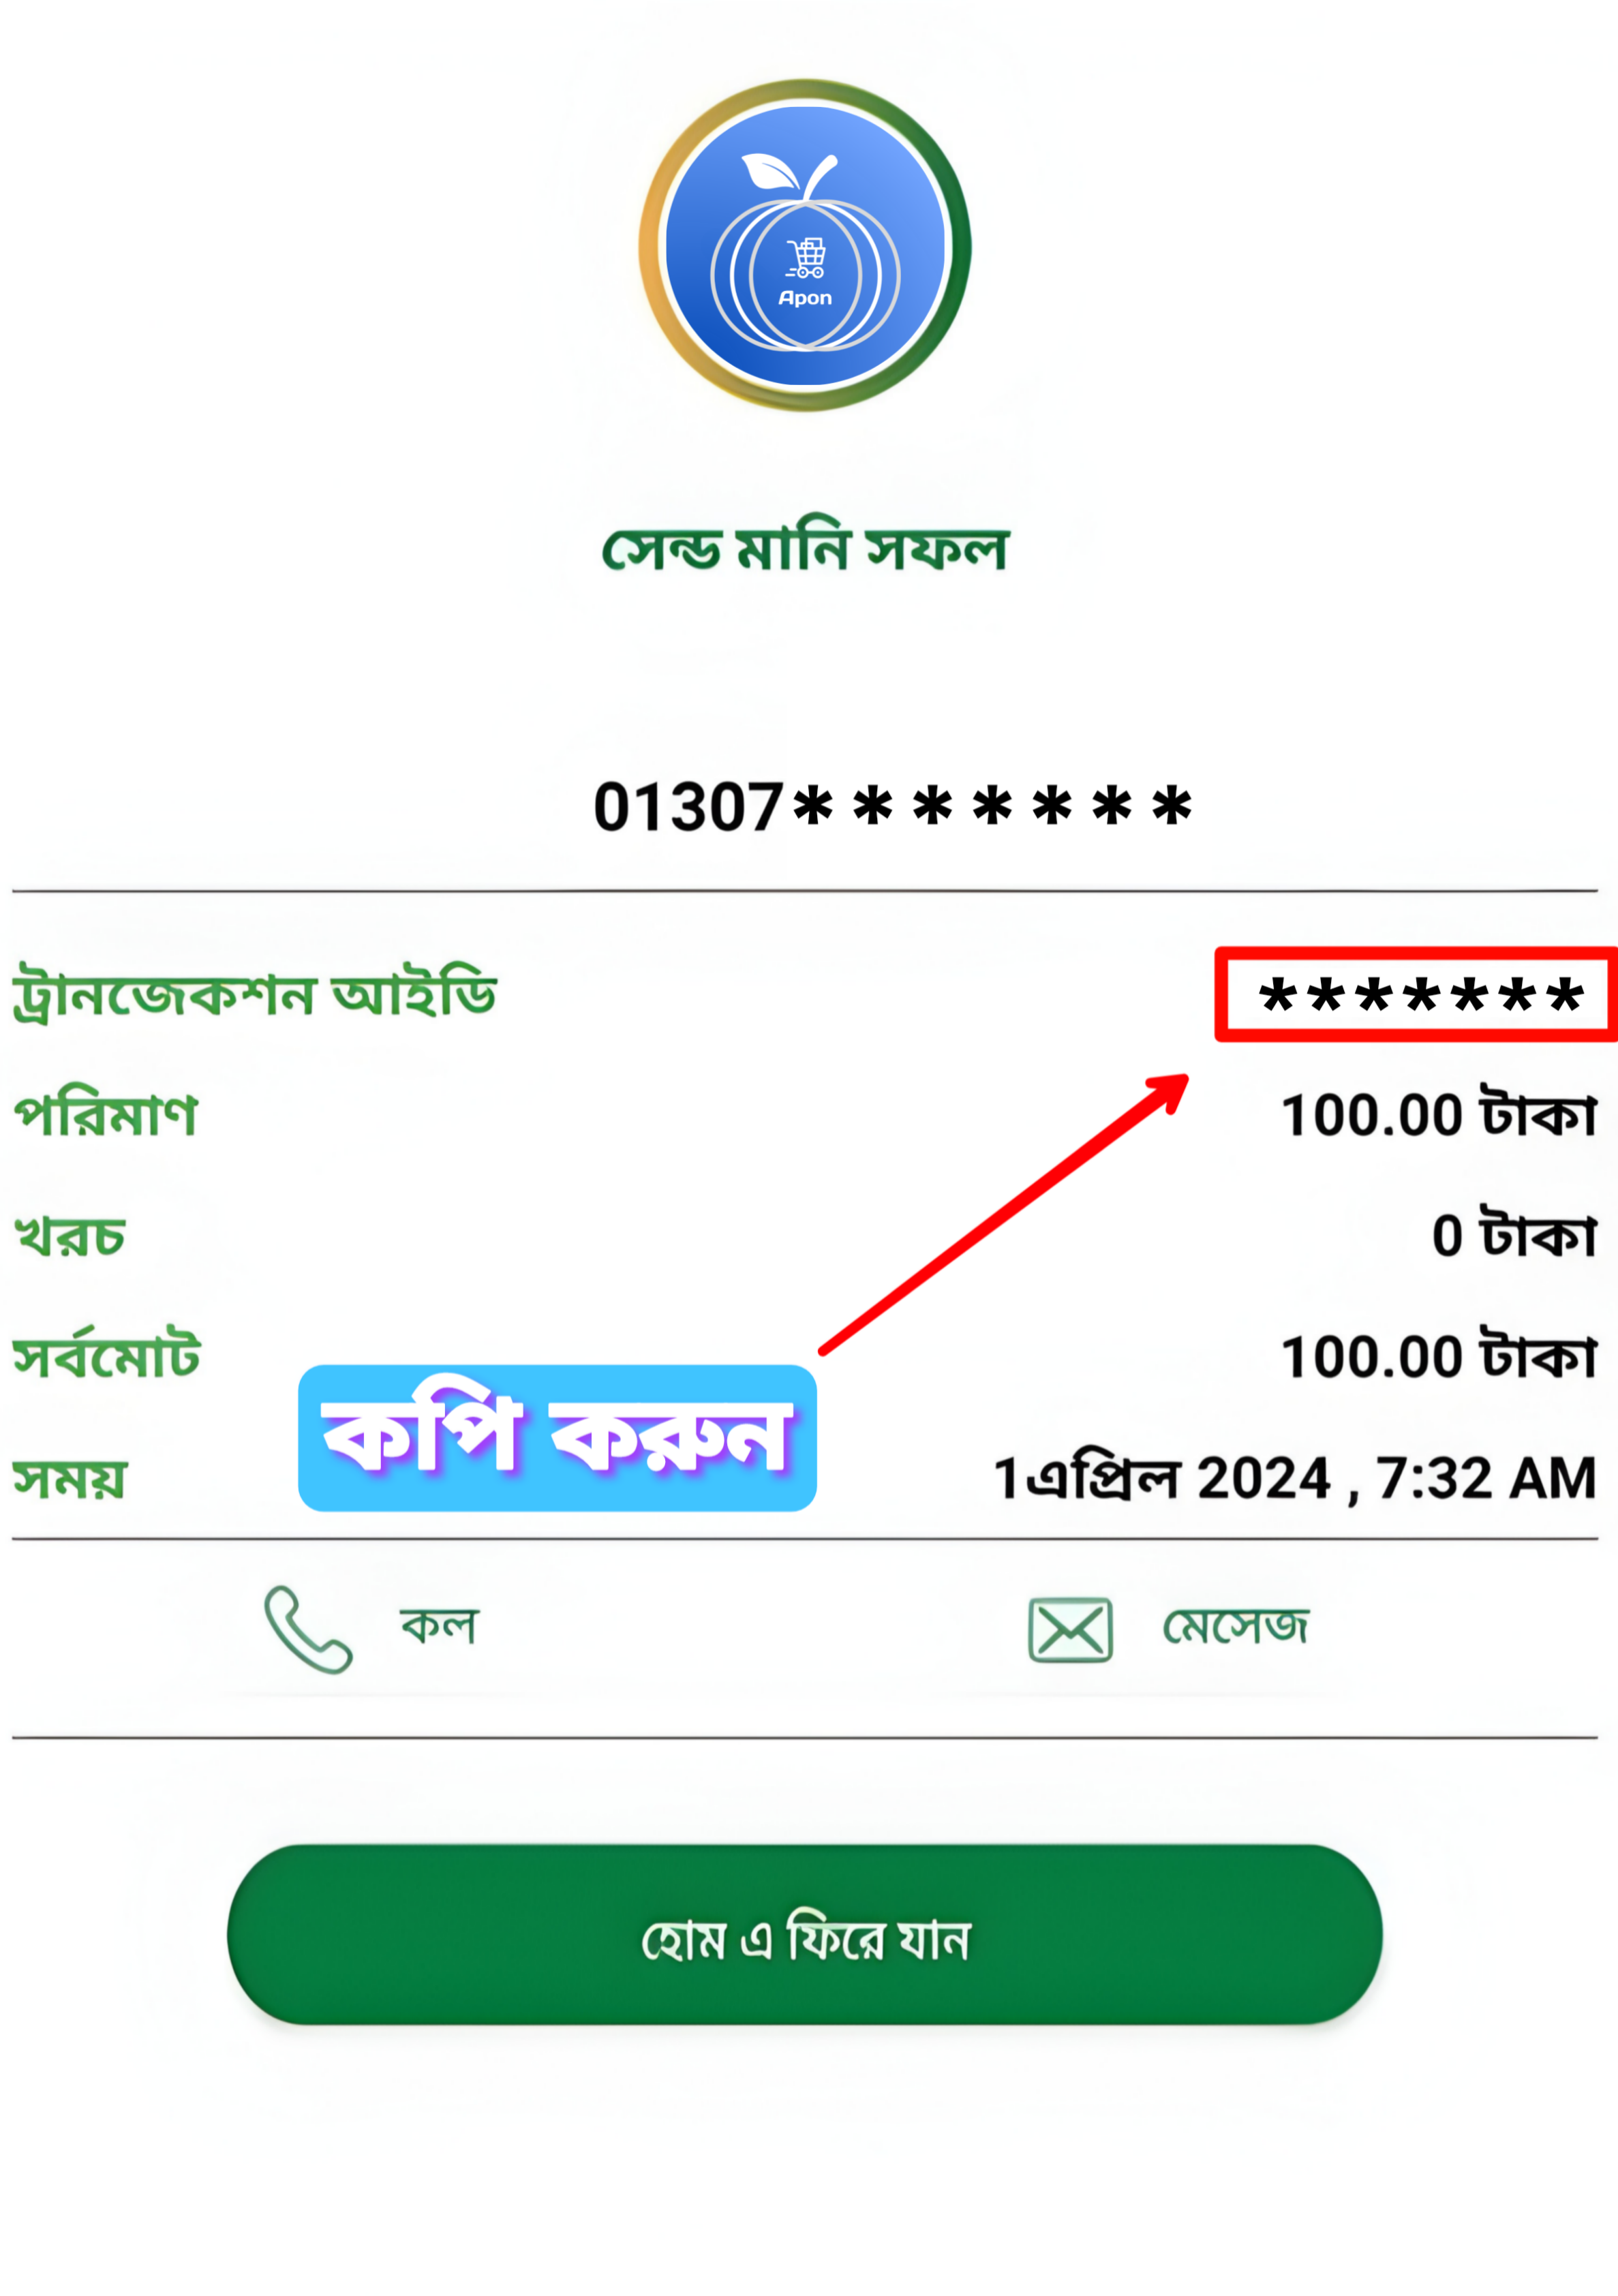 Apon
সেন্ড মানি সফল
01307*******
ট্রানজেকশন আইডি *******
পরিমাণ 100.00 টাকা
খরচ 0 টাকা
সর্বমোট 100.00 টাকা
কপি করুন
সময় 1এপ্রিল 2024 , 7:32 AM
কল মেসেজ
হোম এ ফিরে যান